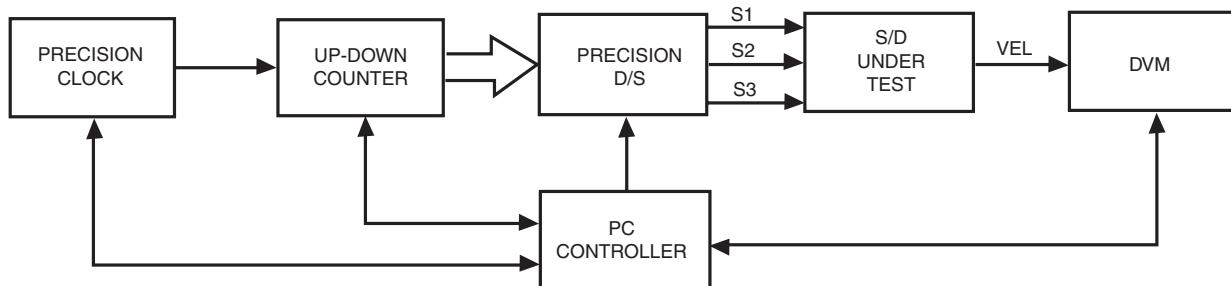 PRECISION
CLOCK
UP-DOWN
COUNTER
PRECISION
D/S
S1
S2
S3
S/D
UNDER
TEST
VEL
DVM
PC
CONTROLLER